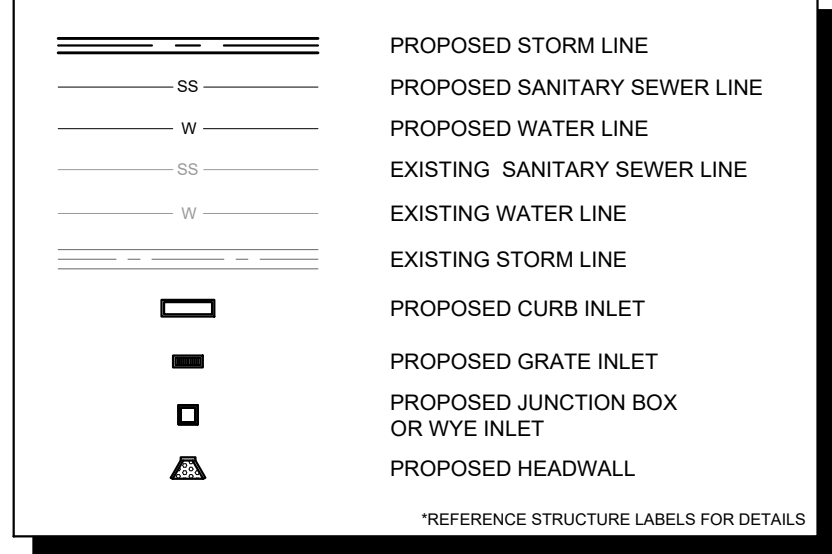 PROPOSED STORM LINE
SS PROPOSED SANITARY SEWER LINE
W PROPOSED WATER LINE
SS EXISTING SANITARY SEWER LINE
W EXISTING WATER LINE
EXISTING STORM LINE
PROPOSED CURB INLET
PROPOSED GRATE INLET
PROPOSED JUNCTION BOX
OR WYE INLET
PROPOSED HEADWALL
*REFERENCE STRUCTURE LABELS FOR DETAILS